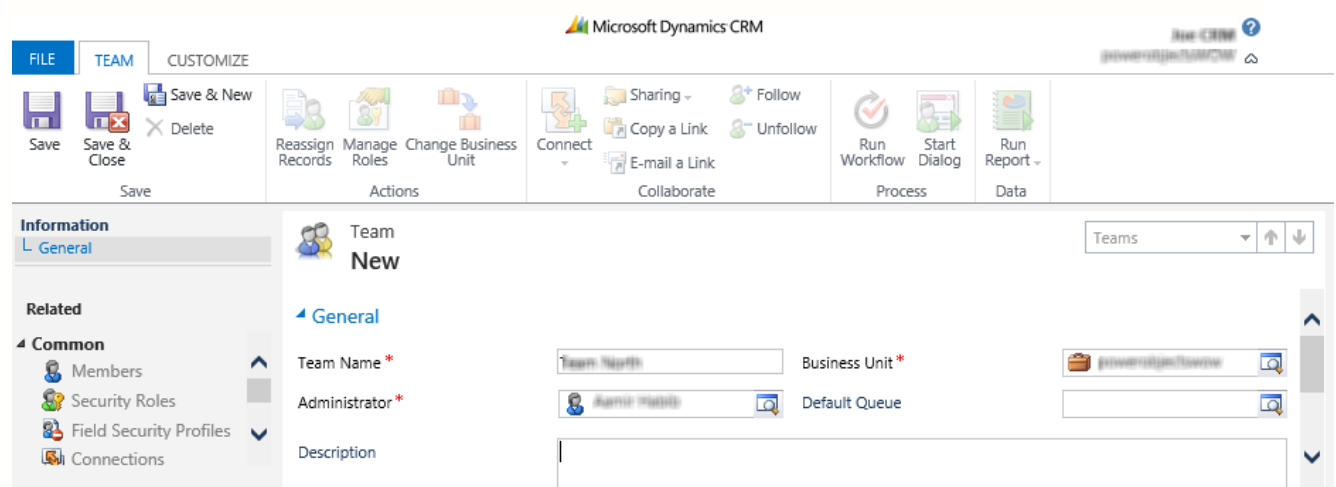 Microsoft Dynamics CRM
FILE TEAM CUSTOMIZE
Save
Save & Close
Save & New
Delete
Save
Reassign Records
Manage Roles
Change Business Unit
Actions
Connect
Sharing
Copy a Link
E-mail a Link
Follow
Unfollow
Collaborate
Run Workflow
Start Dialog
Process
Run Report
Data
Information
General
Related
Common
Members
Security Roles
Field Security Profiles
Connections
Team
New
Teams
General
Team Name *
Business Unit *
Administrator *
Default Queue
Description